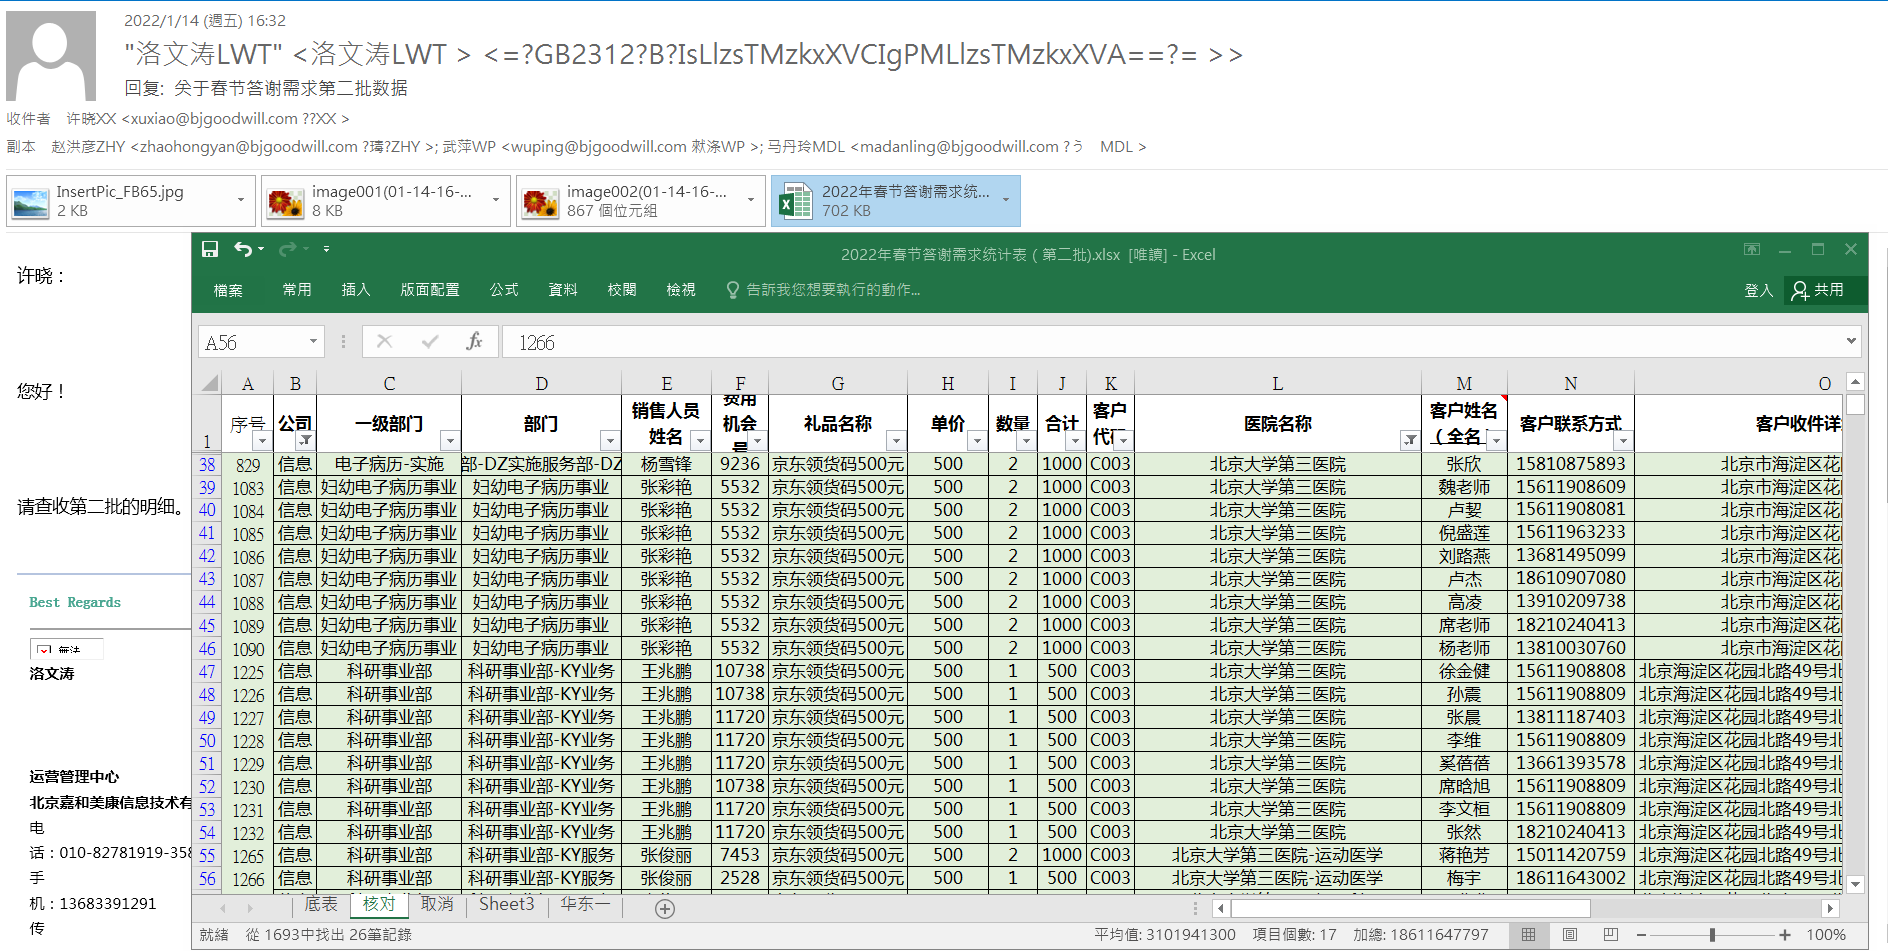 2022/1/14 (週五) 16:32
"洛文涛LWT" <洛文涛LWT > <=?GB2312?B?IsLlzsTMzkxXVCIgPMLlzsTMzkxXVA==?= >>
回复: 关于春节答谢需求第二批数据
收件者 许晓XX <xuxiao@bjgoodwill.com ??XX >
副本 赵洪彦ZHY <zhaohongyan@bjgoodwill.com ?璹?ZHY >; 武萍WP <wuping@bjgoodwill.com 㱮涤WP >; 马丹玲MDL <madanling@bjgoodwill.com ?う MDL >
InsertPic_FB65.jpg
2 KB
image001(01-14-16-...
8 KB
image002(01-14-16-...
867 個位元組
2022年春节答谢需求统...
702 KB
许晓：
您好！
请查收第二批的明细。
Best Regards
洛文涛
运营管理中心
北京嘉和美康信息技术有
电
话：010-82781919-358
手
机：13683391291
传
2022年春节答谢需求统计表（第二批).xlsx [唯讀] - Excel
檔案 常用 插入 版面配置 公式 資料 校閱 檢視 告訴我您想要執行的動作... 登入 共用
A56 fx 1266
A B C D E F G H I J K L M N O
1 序号 公司 一级部门 部门 销售人员姓名 费用机会号 礼品名称 单价 数量 合计 客户代码 医院名称 客户姓名（全名） 客户联系方式 客户收件详
38 829 信息 电子病历-实施 部-DZ实施服务部-DZ 杨雪锋 9236 京东领货码500元 500 2 1000 C003 北京大学第三医院 张欣 15810875893 北京市海淀区花
39 1083 信息 妇幼电子病历事业 妇幼电子病历事业 张彩艳 5532 京东领货码500元 500 2 1000 C003 北京大学第三医院 魏老师 15611908609 北京市海淀区花
40 1084 信息 妇幼电子病历事业 妇幼电子病历事业 张彩艳 5532 京东领货码500元 500 2 1000 C003 北京大学第三医院 卢挈 15611908081 北京市海淀区花
41 1085 信息 妇幼电子病历事业 妇幼电子病历事业 张彩艳 5532 京东领货码500元 500 2 1000 C003 北京大学第三医院 倪盛莲 15611963233 北京市海淀区花
42 1086 信息 妇幼电子病历事业 妇幼电子病历事业 张彩艳 5532 京东领货码500元 500 2 1000 C003 北京大学第三医院 刘路燕 13681495099 北京市海淀区花
43 1087 信息 妇幼电子病历事业 妇幼电子病历事业 张彩艳 5532 京东领货码500元 500 2 1000 C003 北京大学第三医院 卢杰 18610907080 北京市海淀区花
44 1088 信息 妇幼电子病历事业 妇幼电子病历事业 张彩艳 5532 京东领货码500元 500 2 1000 C003 北京大学第三医院 高凌 13910209738 北京市海淀区花
45 1089 信息 妇幼电子病历事业 妇幼电子病历事业 张彩艳 5532 京东领货码500元 500 2 1000 C003 北京大学第三医院 席老师 18210240413 北京市海淀区花
46 1090 信息 妇幼电子病历事业 妇幼电子病历事业 张彩艳 5532 京东领货码500元 500 2 1000 C003 北京大学第三医院 杨老师 13810030760 北京市海淀区花
47 1225 信息 科研事业部 科研事业部-KY业务 王兆鹏 10738 京东领货码500元 500 1 500 C003 北京大学第三医院 徐金健 15611908808 北京海淀区花园北路49号北
48 1226 信息 科研事业部 科研事业部-KY业务 王兆鹏 10738 京东领货码500元 500 1 500 C003 北京大学第三医院 孙震 15611908809 北京海淀区花园北路49号北
49 1227 信息 科研事业部 科研事业部-KY业务 王兆鹏 11720 京东领货码500元 500 1 500 C003 北京大学第三医院 张晨 13811187403 北京海淀区花园北路49号北
50 1228 信息 科研事业部 科研事业部-KY业务 王兆鹏 11720 京东领货码500元 500 1 500 C003 北京大学第三医院 李维 15611908809 北京海淀区花园北路49号北
51 1229 信息 科研事业部 科研事业部-KY业务 王兆鹏 11720 京东领货码500元 500 1 500 C003 北京大学第三医院 奚蓓蓓 13661393578 北京海淀区花园北路49号北
52 1230 信息 科研事业部 科研事业部-KY业务 王兆鹏 10738 京东领货码500元 500 1 500 C003 北京大学第三医院 席晗旭 15611908809 北京海淀区花园北路49号北
53 1231 信息 科研事业部 科研事业部-KY业务 王兆鹏 11720 京东领货码500元 500 1 500 C003 北京大学第三医院 李文桓 15611908809 北京海淀区花园北路49号北
54 1232 信息 科研事业部 科研事业部-KY业务 王兆鹏 11720 京东领货码500元 500 1 500 C003 北京大学第三医院 张然 18210240413 北京海淀区花园北路49号北
55 1265 信息 科研事业部 科研事业部-KY服务 张俊丽 7453 京东领货码500元 500 2 1000 C003 北京大学第三医院-运动医学 蒋艳芳 15011420759 北京海淀区花园北路49号北
56 1266 信息 科研事业部 科研事业部-KY服务 张俊丽 2528 京东领货码500元 500 1 500 C003 北京大学第三医院-运动医学 梅宇 18611643002 北京海淀区花园北路49号北
底表 核对 取消 Sheet3 华东一
就緒 從 1693中找出 26筆記錄 平均值: 3101941300 項目個數: 17 加總: 18611647797 100%